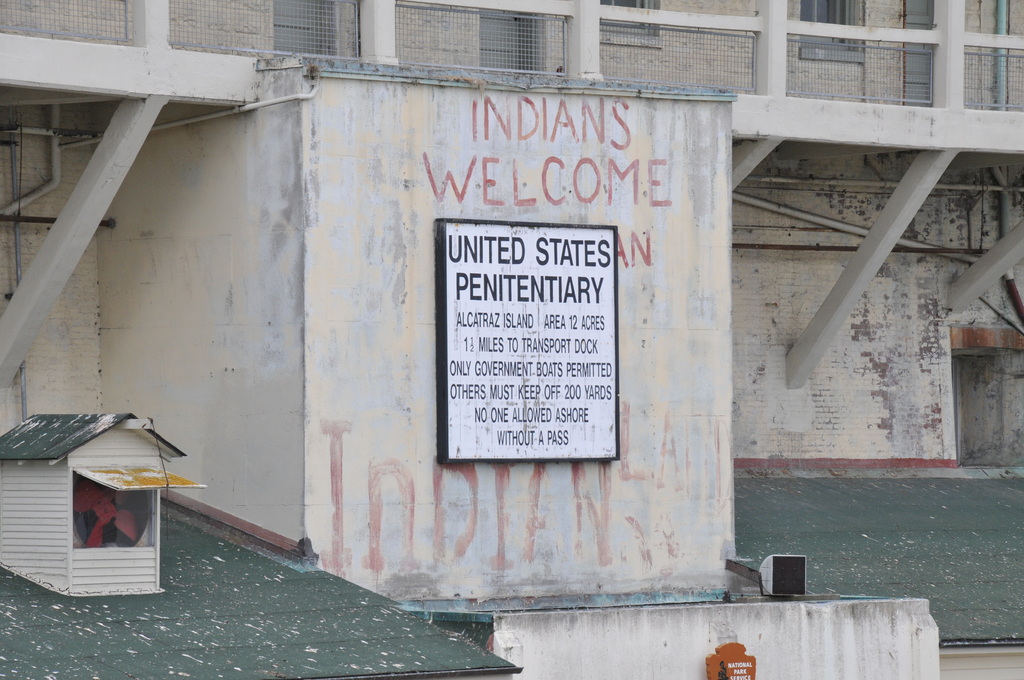 INDIANS
WELCOME
UNITED STATES
PENITENTIARY
ALCATRAZ ISLAND AREA 12 ACRES
1½ MILES TO TRANSPORT DOCK
ONLY GOVERNMENT BOATS PERMITTED
OTHERS MUST KEEP OFF 200 YARDS
NO ONE ALLOWED ASHORE
WITHOUT A PASS
AN
LAN
INDIAN
NATIONAL
PARK
SERVICE